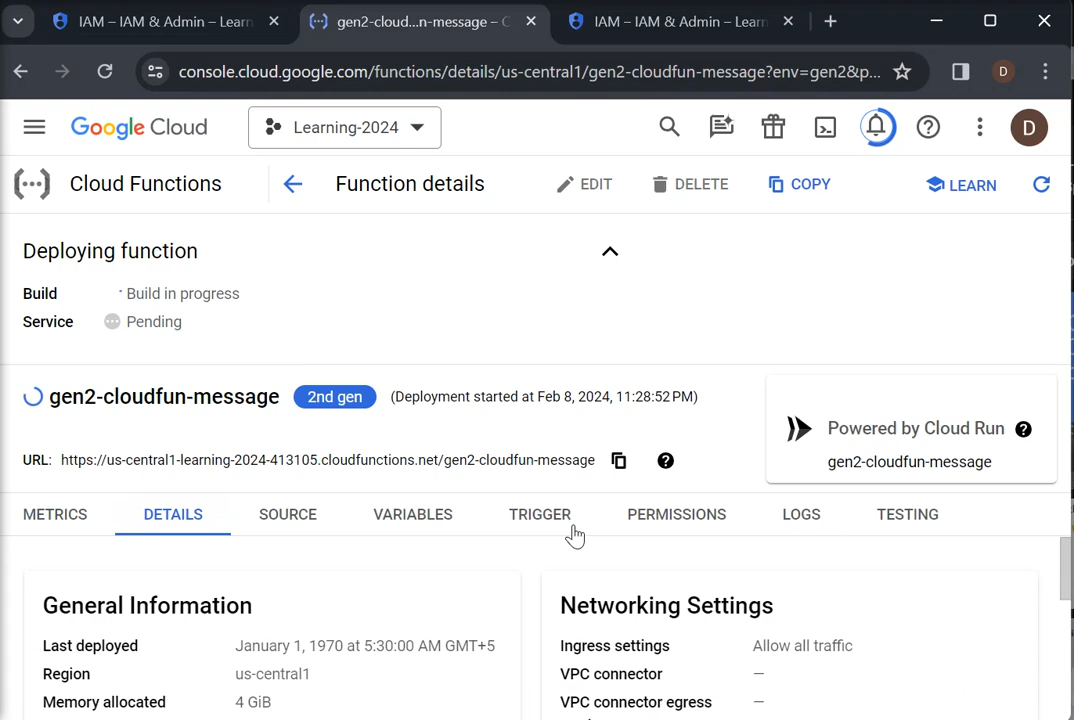 IAM – IAM & Admin – Learn
gen2-cloud...n-message – C
IAM – IAM & Admin – Learn
console.cloud.google.com/functions/details/us-central1/gen2-cloudfun-message?env=gen2&p...
D
Google Cloud
Learning-2024
D
Cloud Functions
Function details
EDIT
DELETE
COPY
LEARN
Deploying function
Build Build in progress
Service Pending
gen2-cloudfun-message
2nd gen
(Deployment started at Feb 8, 2024, 11:28:52 PM)
Powered by Cloud Run
gen2-cloudfun-message
URL: https://us-central1-learning-2024-413105.cloudfunctions.net/gen2-cloudfun-message
METRICS DETAILS SOURCE VARIABLES TRIGGER PERMISSIONS LOGS TESTING
General Information
Last deployed January 1, 1970 at 5:30:00 AM GMT+5
Region us-central1
Memory allocated 4 GiB
Networking Settings
Ingress settings Allow all traffic
VPC connector —
VPC connector egress —